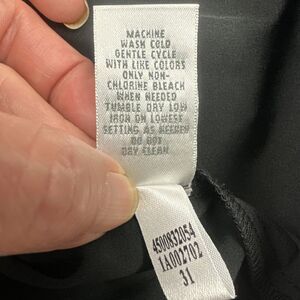 MACHINE
WASH COLD
GENTLE CYCLE
WITH LIKE COLORS
ONLY NON-
CHLORINE BLEACH
WHEN NEEDED
TUMBLE DRY LOW
IRON ON LOWEST
SETTING AS NEEDED
DO NOT
DRY CLEAN
4500832054
1A002702
31